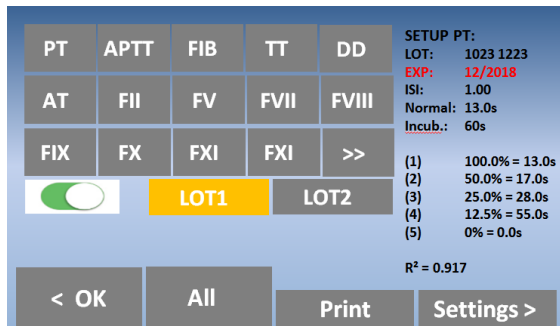 PT APTT FIB TT DD
AT FII FV FVII FVIII
FIX FX FXI FXI >>
LOT1 LOT2
< OK All Print Settings >
SETUP PT:
LOT: 1023 1223
EXP: 12/2018
ISI: 1.00
Normal: 13.0s
Incub.: 60s
(1) 100.0% = 13.0s
(2) 50.0% = 17.0s
(3) 25.0% = 28.0s
(4) 12.5% = 55.0s
(5) 0% = 0.0s
R² = 0.917